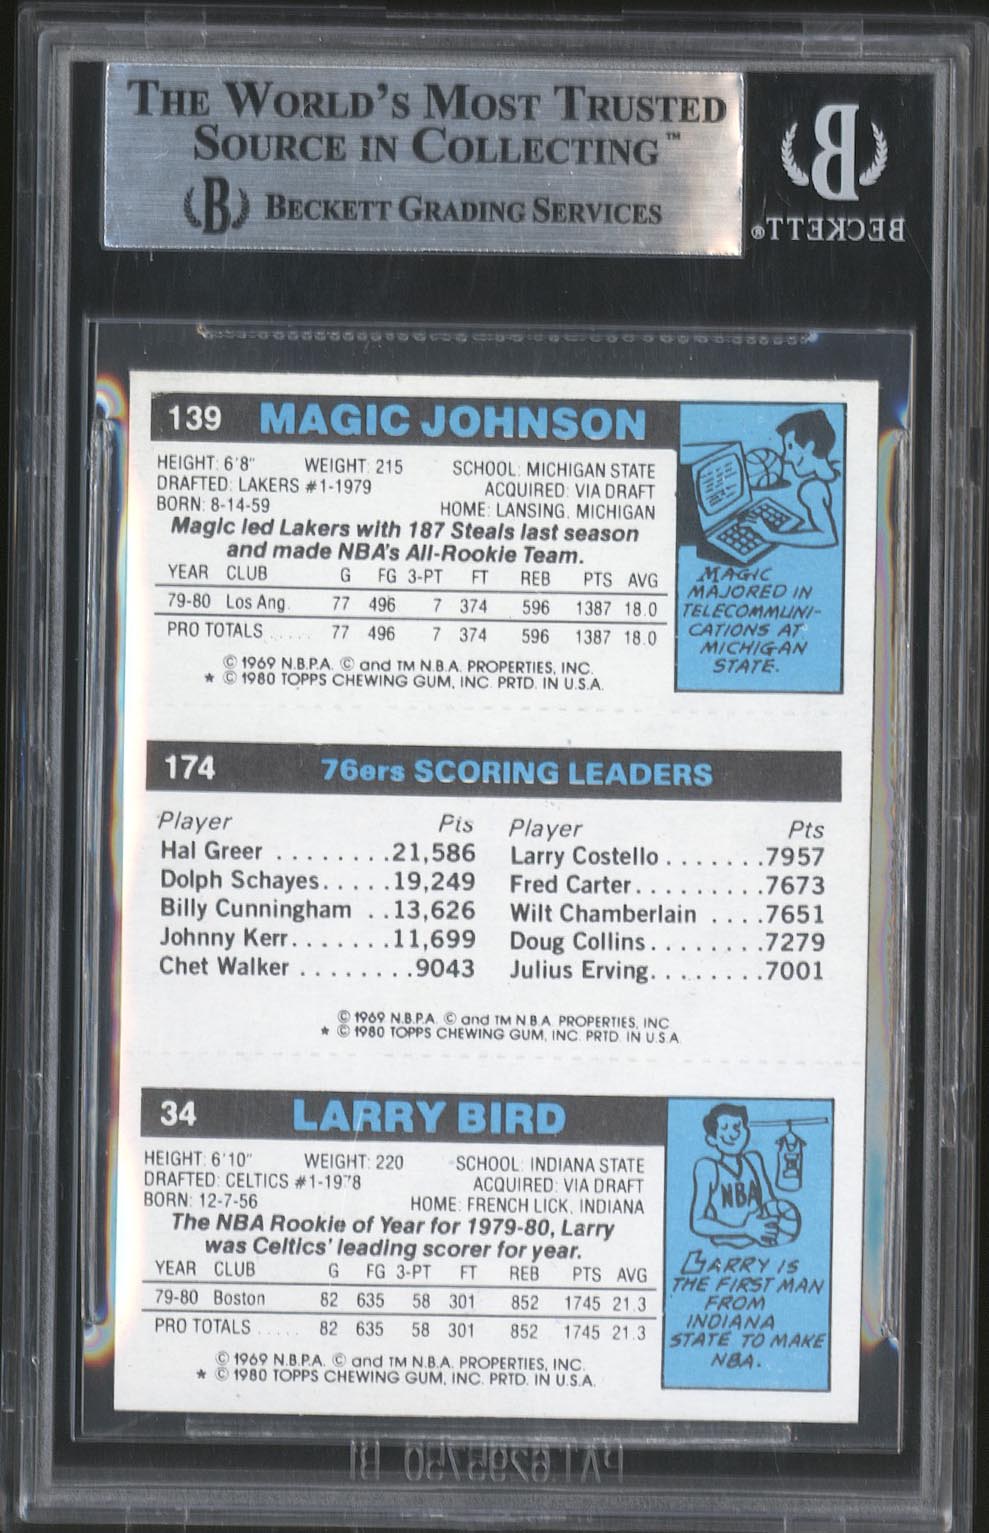 THE WORLD'S MOST TRUSTED
SOURCE IN COLLECTING™
B BECKETT GRADING SERVICES
B
BECKETT®
139 MAGIC JOHNSON
HEIGHT: 6'8" WEIGHT: 215 SCHOOL: MICHIGAN STATE
DRAFTED: LAKERS #1-1979 ACQUIRED: VIA DRAFT
BORN: 8-14-59 HOME: LANSING, MICHIGAN
Magic led Lakers with 187 Steals last season
and made NBA's All-Rookie Team.
YEAR CLUB G FG 3-PT FT REB PTS AVG
79-80 Los Ang. 77 496 7 374 596 1387 18.0
PRO TOTALS ..... 77 496 7 374 596 1387 18.0
© 1969 N.B.P.A. © and TM N.B.A. PROPERTIES, INC.
* © 1980 TOPPS CHEWING GUM, INC. PRTD. IN U.S.A.
MAGIC
MAJORED IN
TELECOMMUNI-
CATIONS AT
MICHIGAN
STATE.
174 76ers SCORING LEADERS
Player Pts Player Pts
Hal Greer ........21,586 Larry Costello.......7957
Dolph Schayes.....19,249 Fred Carter.........7673
Billy Cunningham ..13,626 Wilt Chamberlain ....7651
Johnny Kerr.......11,699 Doug Collins........7279
Chet Walker ........9043 Julius Erving........7001
© 1969 N.B.P.A. © and TM N.B.A. PROPERTIES, INC
* © 1980 TOPPS CHEWING GUM, INC. PRTD. IN U.S.A
34 LARRY BIRD
HEIGHT: 6'10" WEIGHT: 220 SCHOOL: INDIANA STATE
DRAFTED: CELTICS #1-1978 ACQUIRED: VIA DRAFT
BORN: 12-7-56 HOME: FRENCH LICK, INDIANA
The NBA Rookie of Year for 1979-80, Larry
was Celtics' leading scorer for year.
YEAR CLUB G FG 3-PT FT REB PTS AVG
79-80 Boston 82 635 58 301 852 1745 21.3
PRO TOTALS ..... 82 635 58 301 852 1745 21.3
© 1969 N.B.P.A. © and TM N.B.A. PROPERTIES, INC.
* © 1980 TOPPS CHEWING GUM, INC. PRTD. IN U.S.A.
NBA
LARRY IS
THE FIRST MAN
FROM
INDIANA
STATE TO MAKE
NBA.